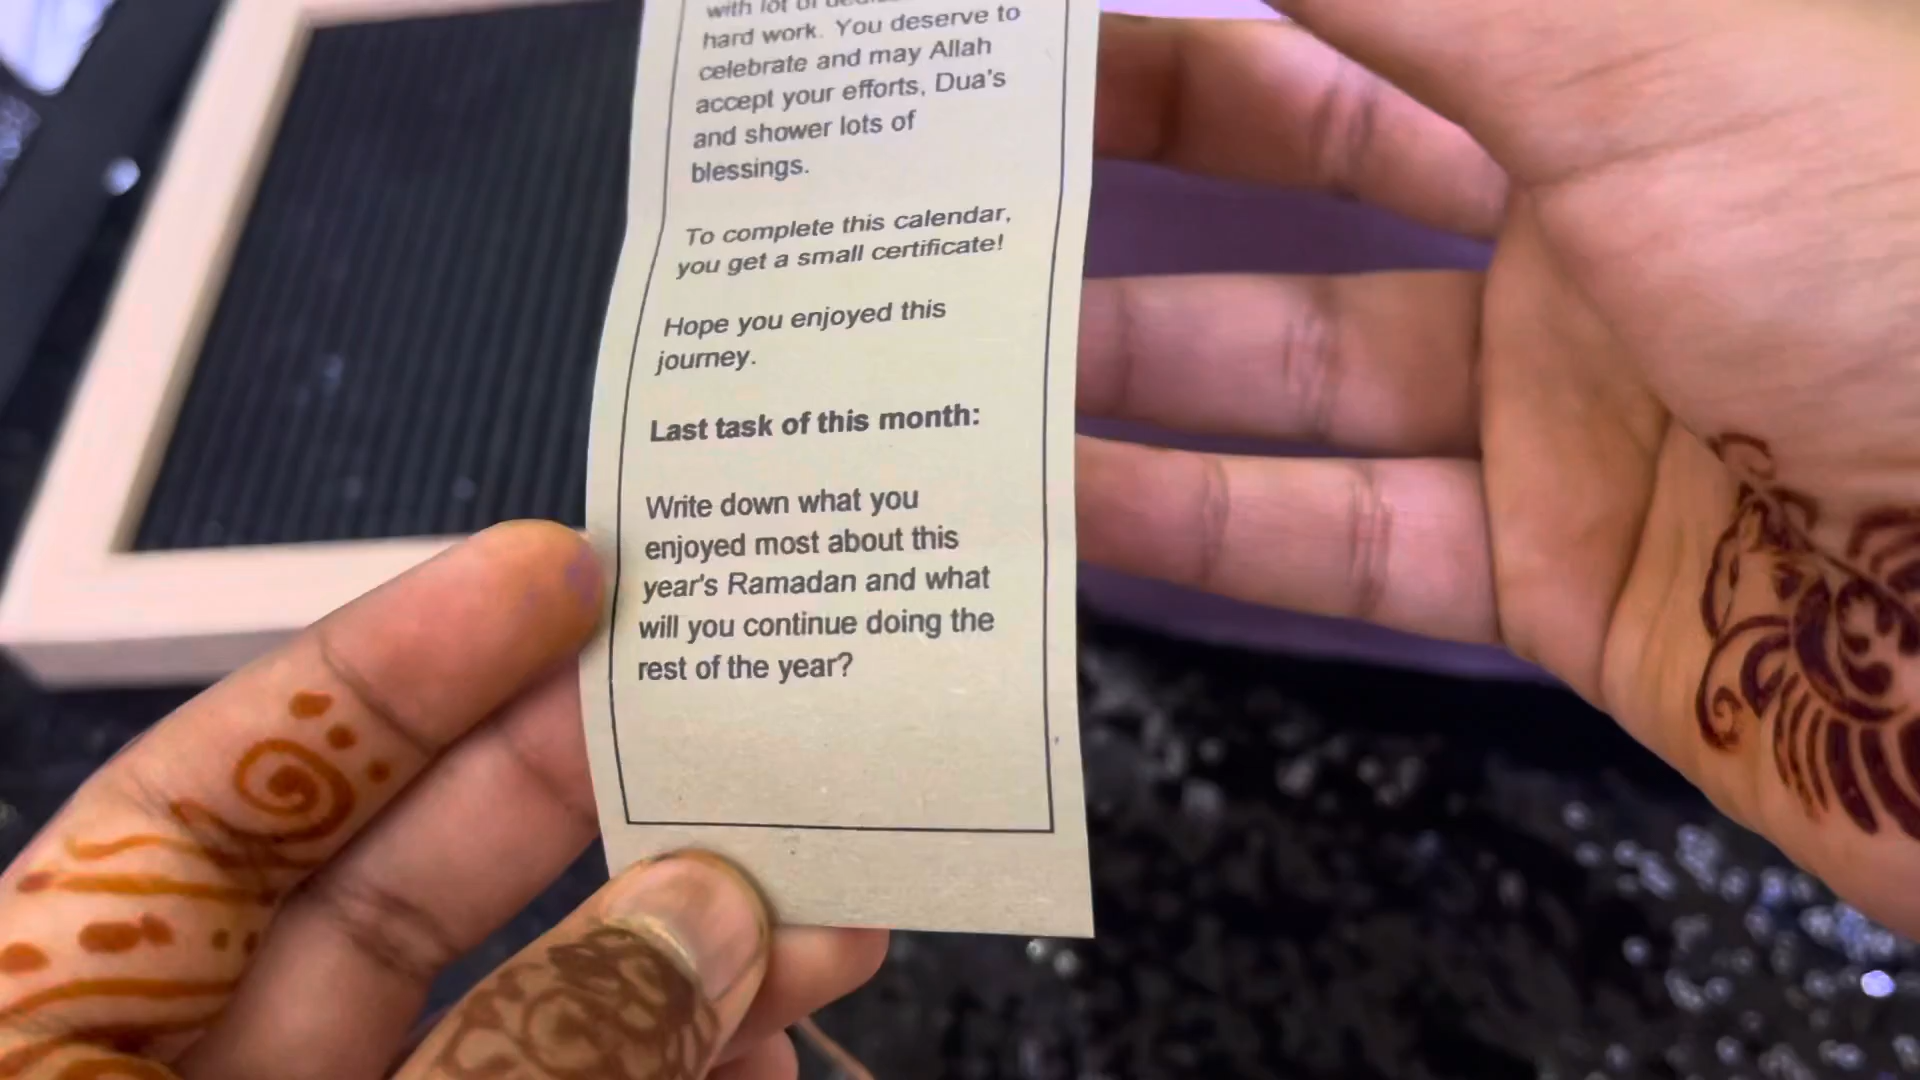 with lot of
hard work. You deserve to
celebrate and may Allah
accept your efforts, Dua's
and shower lots of
blessings.
To complete this calendar,
you get a small certificate!
Hope you enjoyed this
journey.
Last task of this month:
Write down what you
enjoyed most about this
year's Ramadan and what
will you continue doing the
rest of the year?